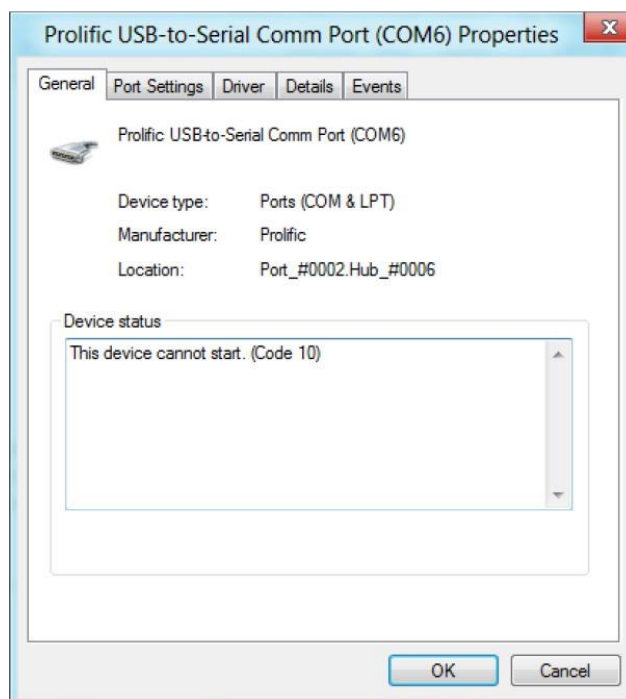 Prolific USB-to-Serial Comm Port (COM6) Properties
X
General Port Settings Driver Details Events
Prolific USB-to-Serial Comm Port (COM6)
Device type: Ports (COM & LPT)
Manufacturer: Prolific
Location: Port_#0002.Hub_#0006
Device status
This device cannot start. (Code 10)
OK Cancel